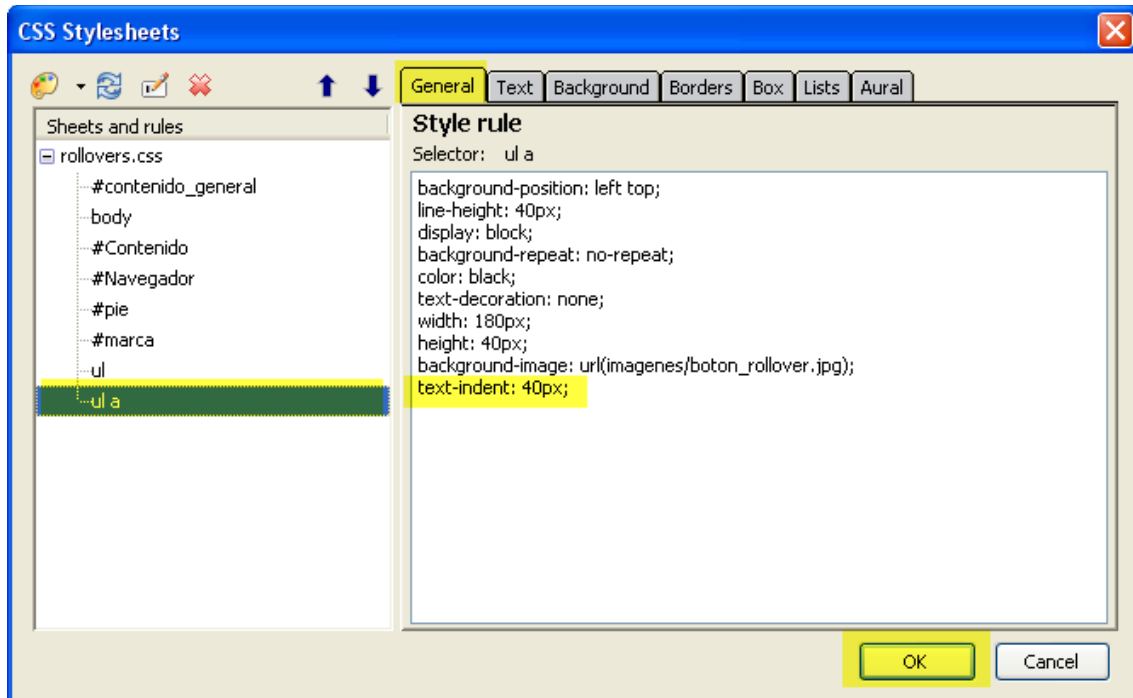 CSS Stylesheets
General Text Background Borders Box Lists Aural
Sheets and rules
rollovers.css
#contenido_general
body
#Contenido
#Navegador
#pie
#marca
ul
ul a
Style rule
Selector: ul a
background-position: left top;
line-height: 40px;
display: block;
background-repeat: no-repeat;
color: black;
text-decoration: none;
width: 180px;
height: 40px;
background-image: url(imagenes/boton_rollover.jpg);
text-indent: 40px;
OK Cancel